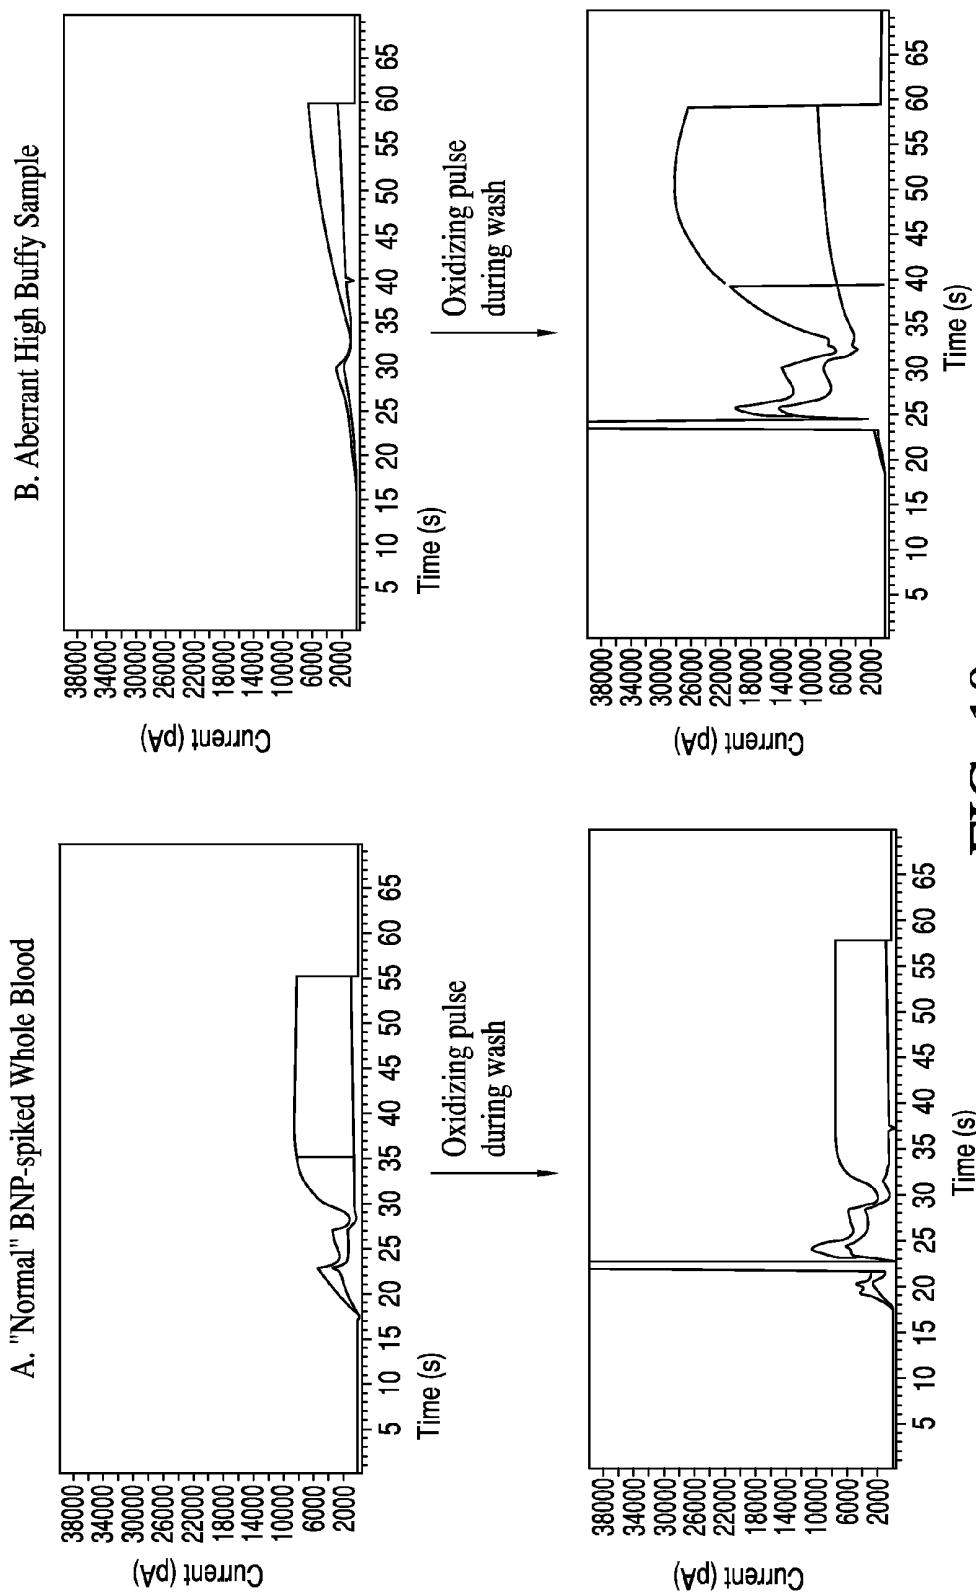 A. "Normal" BNP-spiked Whole Blood
Current (pA)
38000
34000
30000
26000
22000
18000
14000
10000
6000
2000
5 10 15 20 25 30 35 40 45 50 55 60 65
Time (s)
Oxidizing pulse
during wash
Current (pA)
38000
34000
30000
26000
22000
18000
14000
10000
6000
2000
5 10 15 20 25 30 35 40 45 50 55 60 65
Time (s)
B. Aberrant High Buffy Sample
Current (pA)
38000
34000
30000
26000
22000
18000
14000
10000
6000
2000
5 10 15 20 25 30 35 40 45 50 55 60 65
Time (s)
Oxidizing pulse
during wash
Current (pA)
38000
34000
30000
26000
22000
18000
14000
10000
6000
2000
5 10 15 20 25 30 35 40 45 50 55 60 65
Time (s)
FIG.